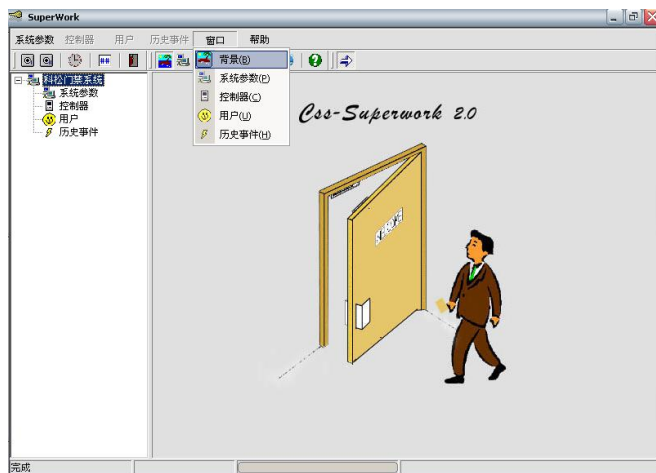 SuperWork
系统参数 控制器 用户 历史事件 窗口 帮助
背景(B)
系统参数(P)
控制器(C)
用户(U)
历史事件(H)
科松门禁系统
系统参数
控制器
用户
历史事件
Css-Superwork 2.0
完成